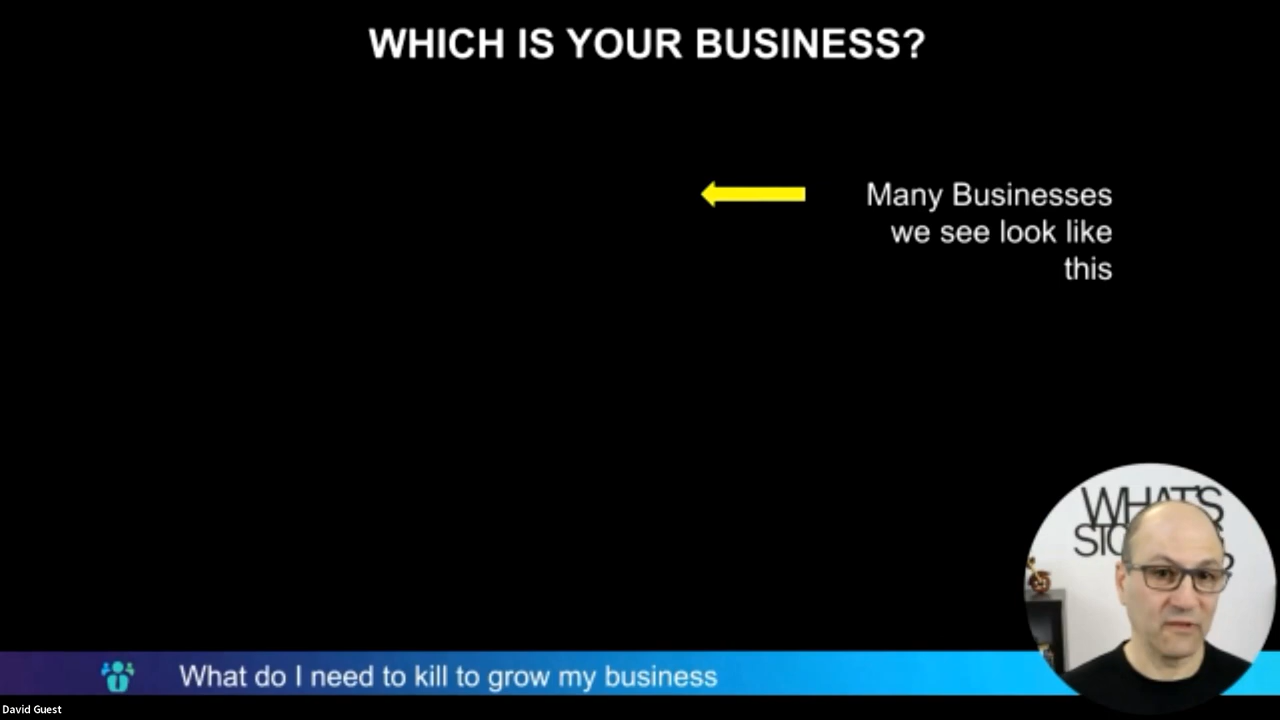 WHICH IS YOUR BUSINESS?
Many Businesses
we see look like
this
WHAT'S
What do I need to kill to grow my business
David Guest